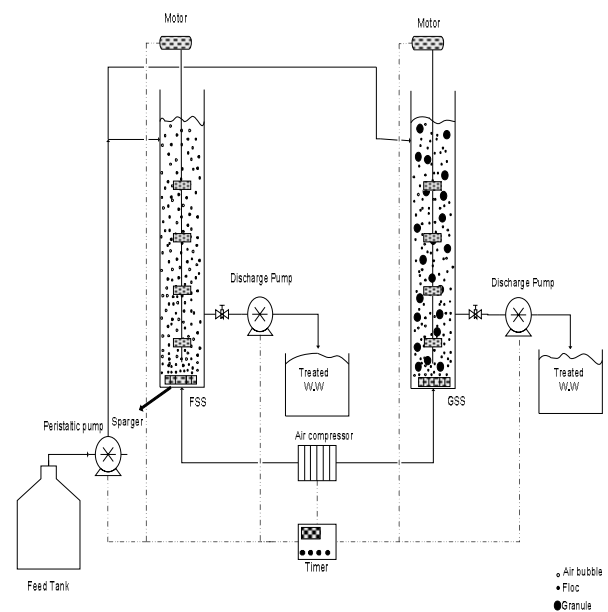 Motor
Motor
Discharge Pump
Discharge Pump
Treated
W.W
Treated
W.W
FSS
GSS
Peristaltic pump
Sparger
Air compressor
Feed Tank
Timer
Air bubble
Floc
Granule